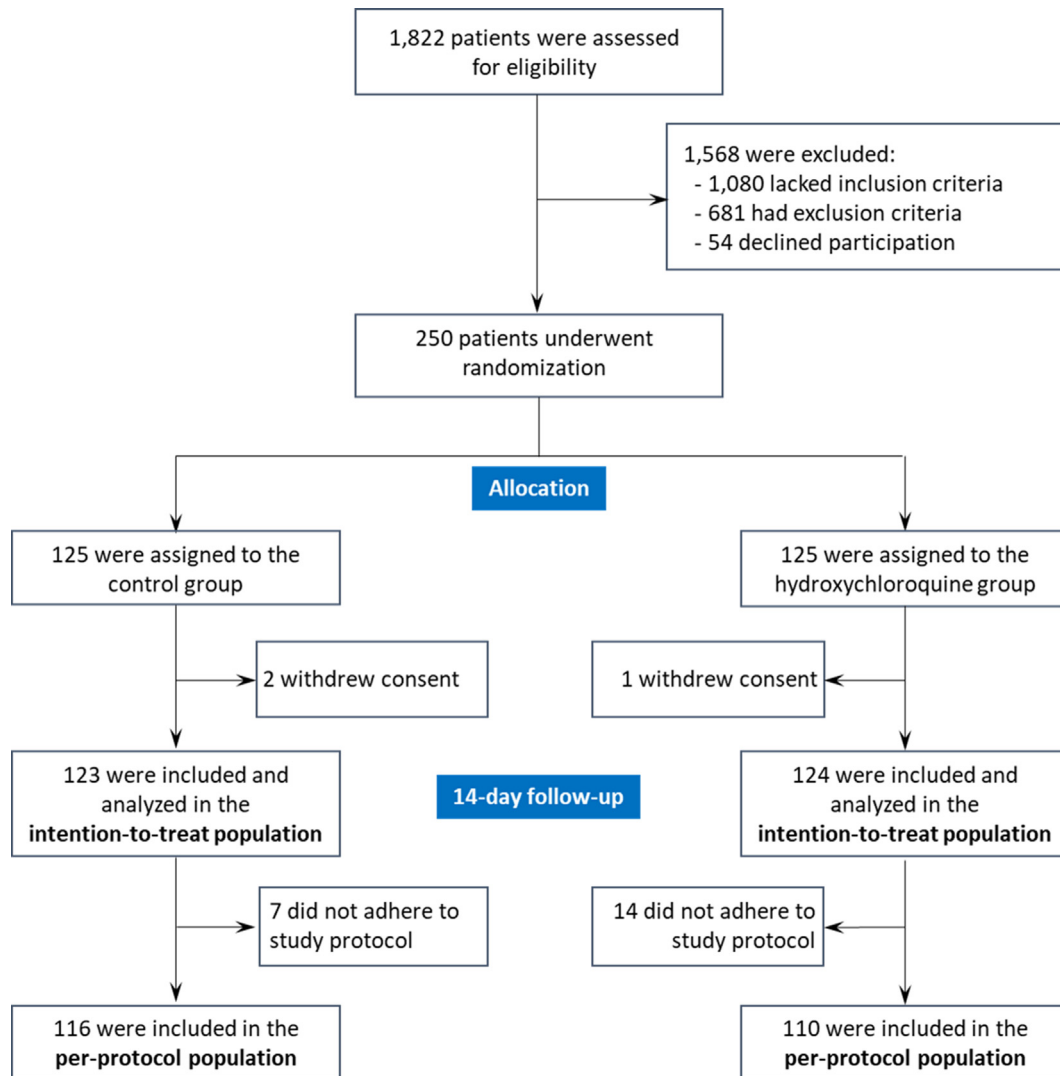 1,822 patients were assessed
for eligibility
1,568 were excluded:
- 1,080 lacked inclusion criteria
- 681 had exclusion criteria
- 54 declined participation
250 patients underwent
randomization
Allocation
125 were assigned to the
control group
125 were assigned to the
hydroxychloroquine group
2 withdrew consent
1 withdrew consent
123 were included and
analyzed in the
intention-to-treat population
14-day follow-up
124 were included and
analyzed in the
intention-to-treat population
7 did not adhere to
study protocol
14 did not adhere to
study protocol
116 were included in the
per-protocol population
110 were included in the
per-protocol population